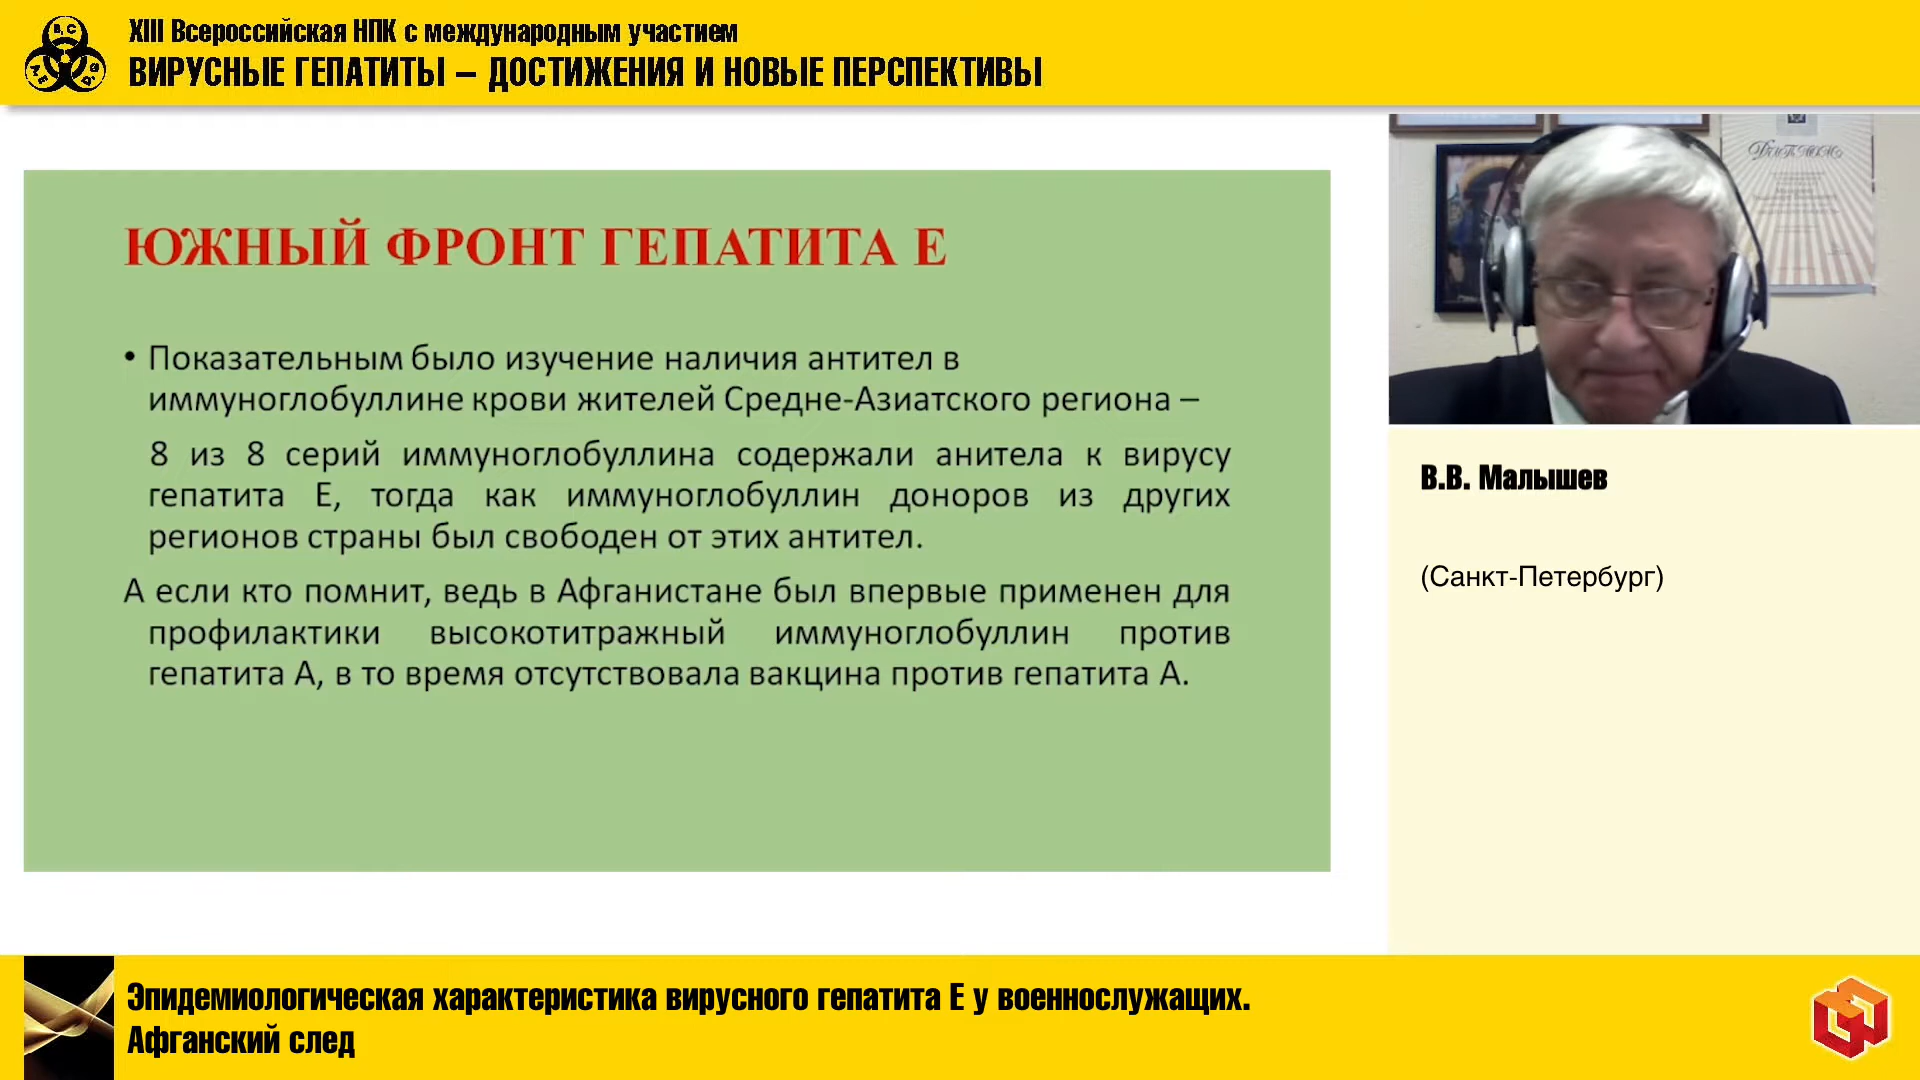 XIII Всероссийская НПК с международным участием
ВИРУСНЫЕ ГЕПАТИТЫ – ДОСТИЖЕНИЯ И НОВЫЕ ПЕРСПЕКТИВЫ
ЮЖНЫЙ ФРОНТ ГЕПАТИТА Е
• Показательным было изучение наличия антител в
иммуноглобуллине крови жителей Средне-Азиатского региона –
8 из 8 серий иммуноглобуллина содержали анитела к вирусу
гепатита Е, тогда как иммуноглобуллин доноров из других
регионов страны был свободен от этих антител.
А если кто помнит, ведь в Афганистане был впервые применен для
профилактики высокотитражный иммуноглобуллин против
гепатита А, в то время отсутствовала вакцина против гепатита А.
Диплом
В.В. Малышев
(Санкт-Петербург)
Эпидемиологическая характеристика вирусного гепатита Е у военнослужащих.
Афганский след